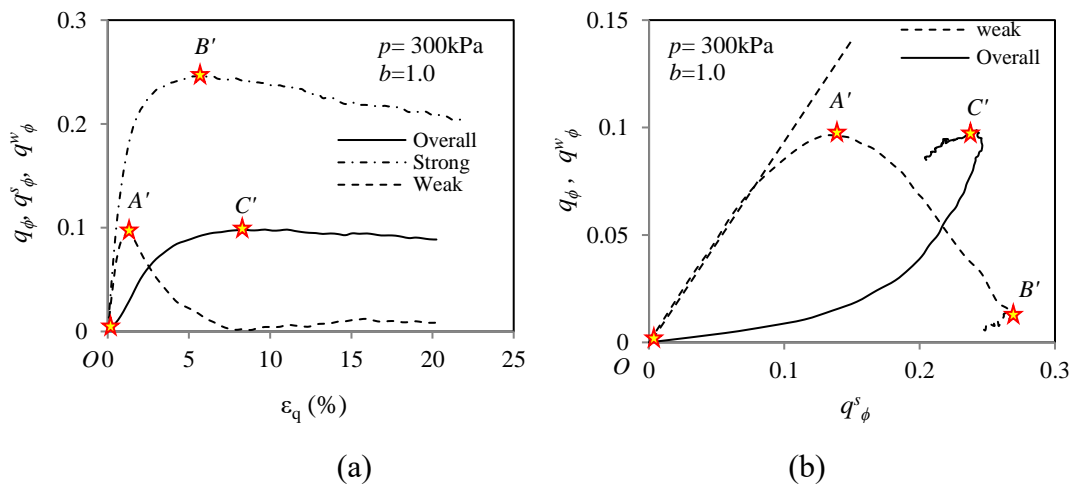 0.3
0.2
0.1
0
O
0
5
10
15
20
25
q_ϕ, q^s_ϕ, q^w_ϕ
ε_q (%)
p= 300kPa
b=1.0
B'
A'
C'
Overall
Strong
Weak
(a)
0.15
0.1
0.05
0
O
0
0.1
0.2
0.3
q_ϕ, q^w_ϕ
q^s_ϕ
p= 300kPa
b=1.0
weak
Overall
A'
C'
B'
(b)